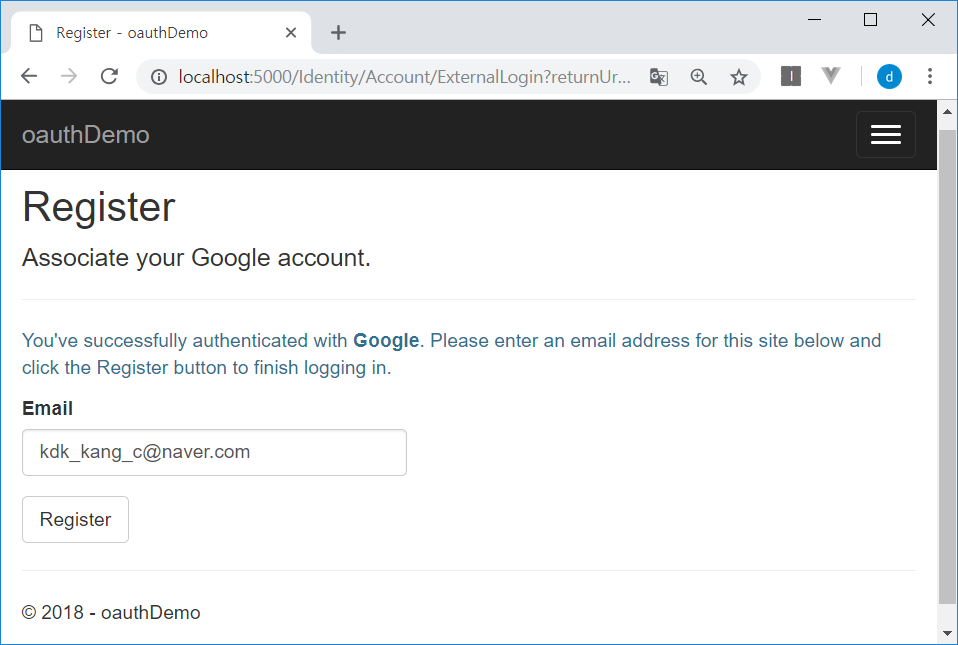 Register - oauthDemo
localhost:5000/Identity/Account/ExternalLogin?returnUr...
d
oauthDemo
Register
Associate your Google account.
You've successfully authenticated with Google. Please enter an email address for this site below and
click the Register button to finish logging in.
Email
kdk_kang_c@naver.com
Register
© 2018 - oauthDemo